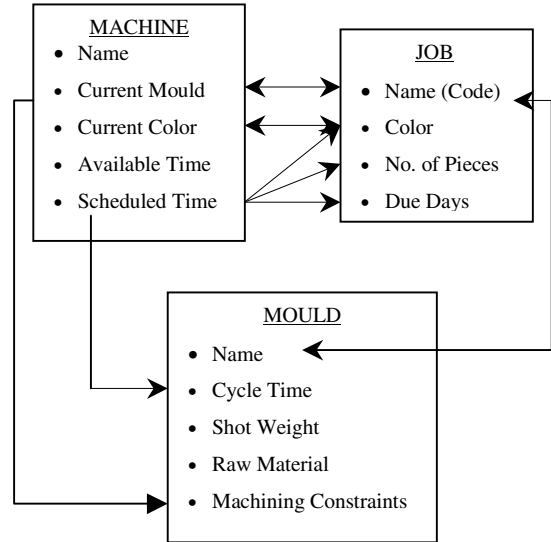 MACHINE
• Name
• Current Mould
• Current Color
• Available Time
• Scheduled Time
JOB
• Name (Code)
• Color
• No. of Pieces
• Due Days
MOULD
• Name
• Cycle Time
• Shot Weight
• Raw Material
• Machining Constraints